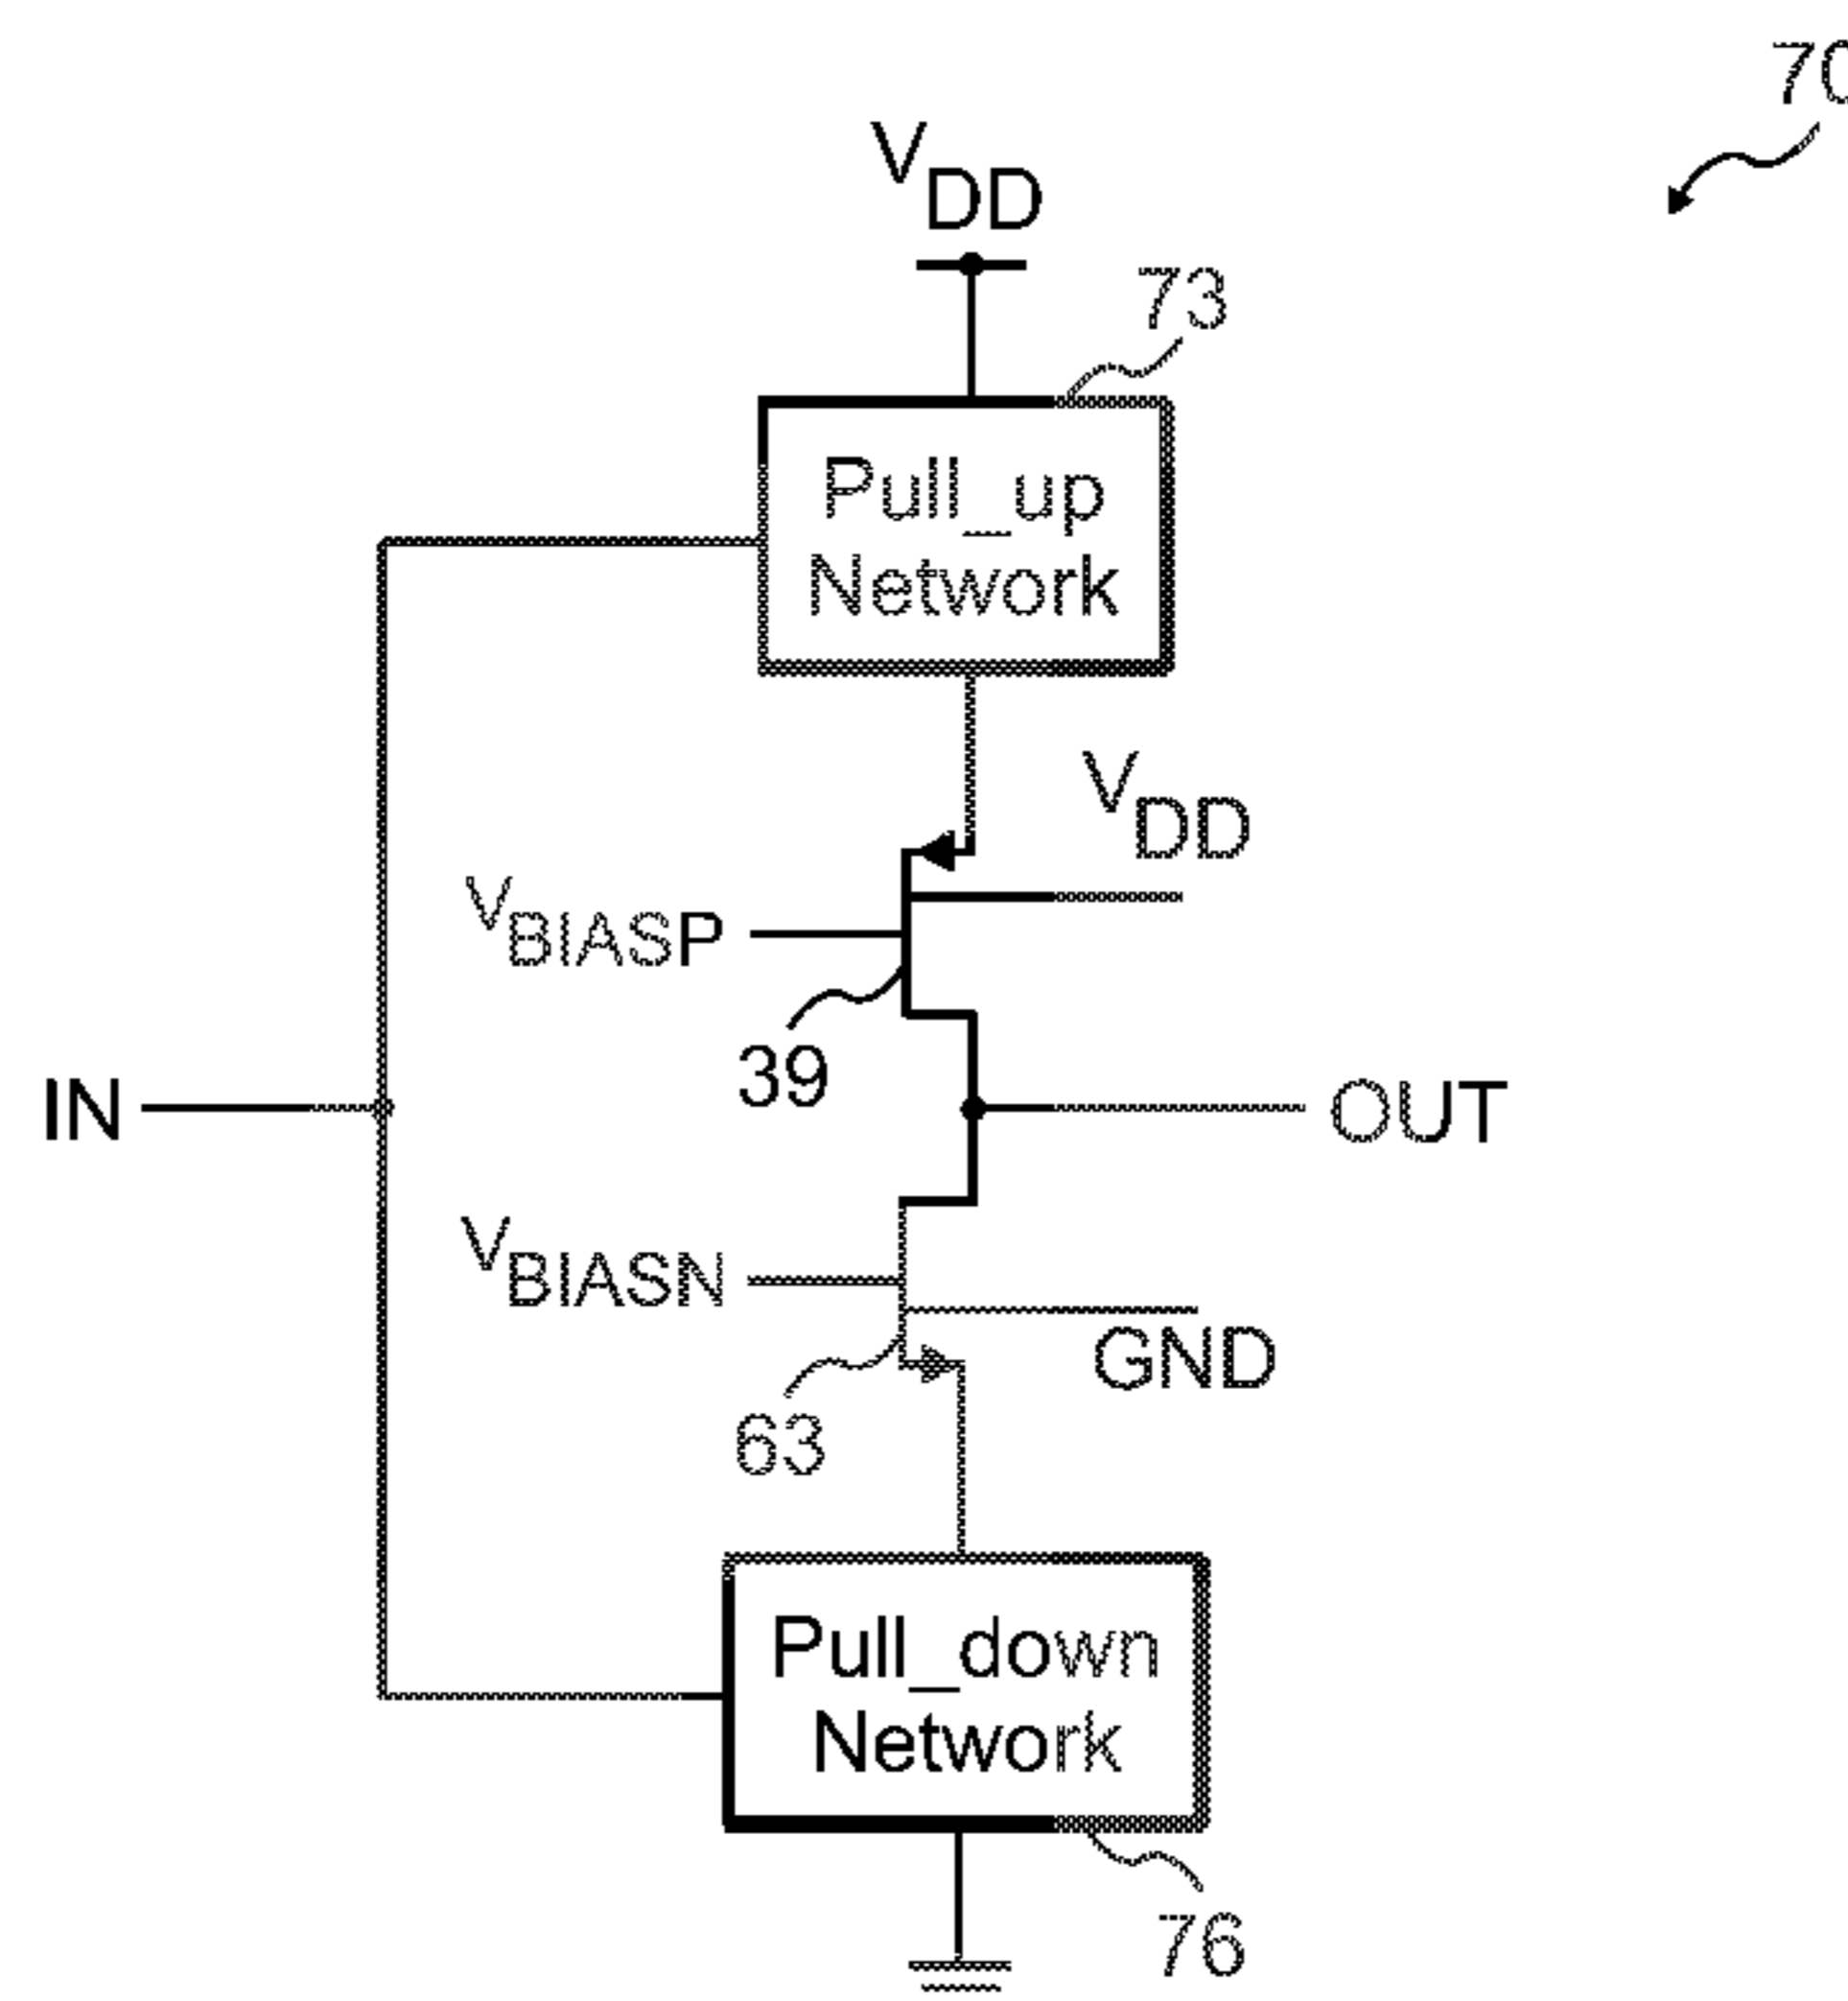 70
VDD
73
Pull_up
Network
VDD
VBIASP
39
IN
OUT
VBIASN
GND
63
Pull_down
Network
76